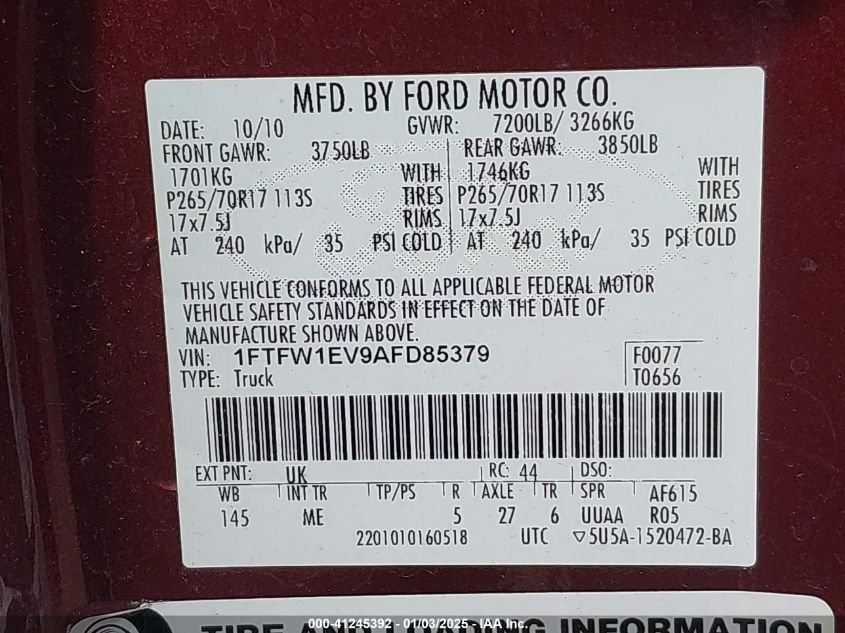 MFD. BY FORD MOTOR CO.
DATE: 10/10 GVWR: 7200LB/ 3266KG
FRONT GAWR: 3750LB REAR GAWR: 3850LB
1701KG WITH 1746KG WITH
P265/70R17 113S TIRES P265/70R17 113S TIRES
17x7.5J RIMS 17x7.5J RIMS
AT 240 kPa/ 35 PSI COLD AT 240 kPa/ 35 PSI COLD
THIS VEHICLE CONFORMS TO ALL APPLICABLE FEDERAL MOTOR
VEHICLE SAFETY STANDARDS IN EFFECT ON THE DATE OF
MANUFACTURE SHOWN ABOVE.
VIN: 1FTFW1EV9AFD85379 F0077
TYPE: Truck T0656
EXT PNT: UK RC: 44 DSO:
WB INT TR TP/PS R AXLE TR SPR AF615
145 ME 5 27 6 UUAA R05
2201010160518 UTC ▽5U5A-1520472-BA
000-41245392 - 01/03/2025 - IAA Inc.
TIRE AND LOADING INFORMATION